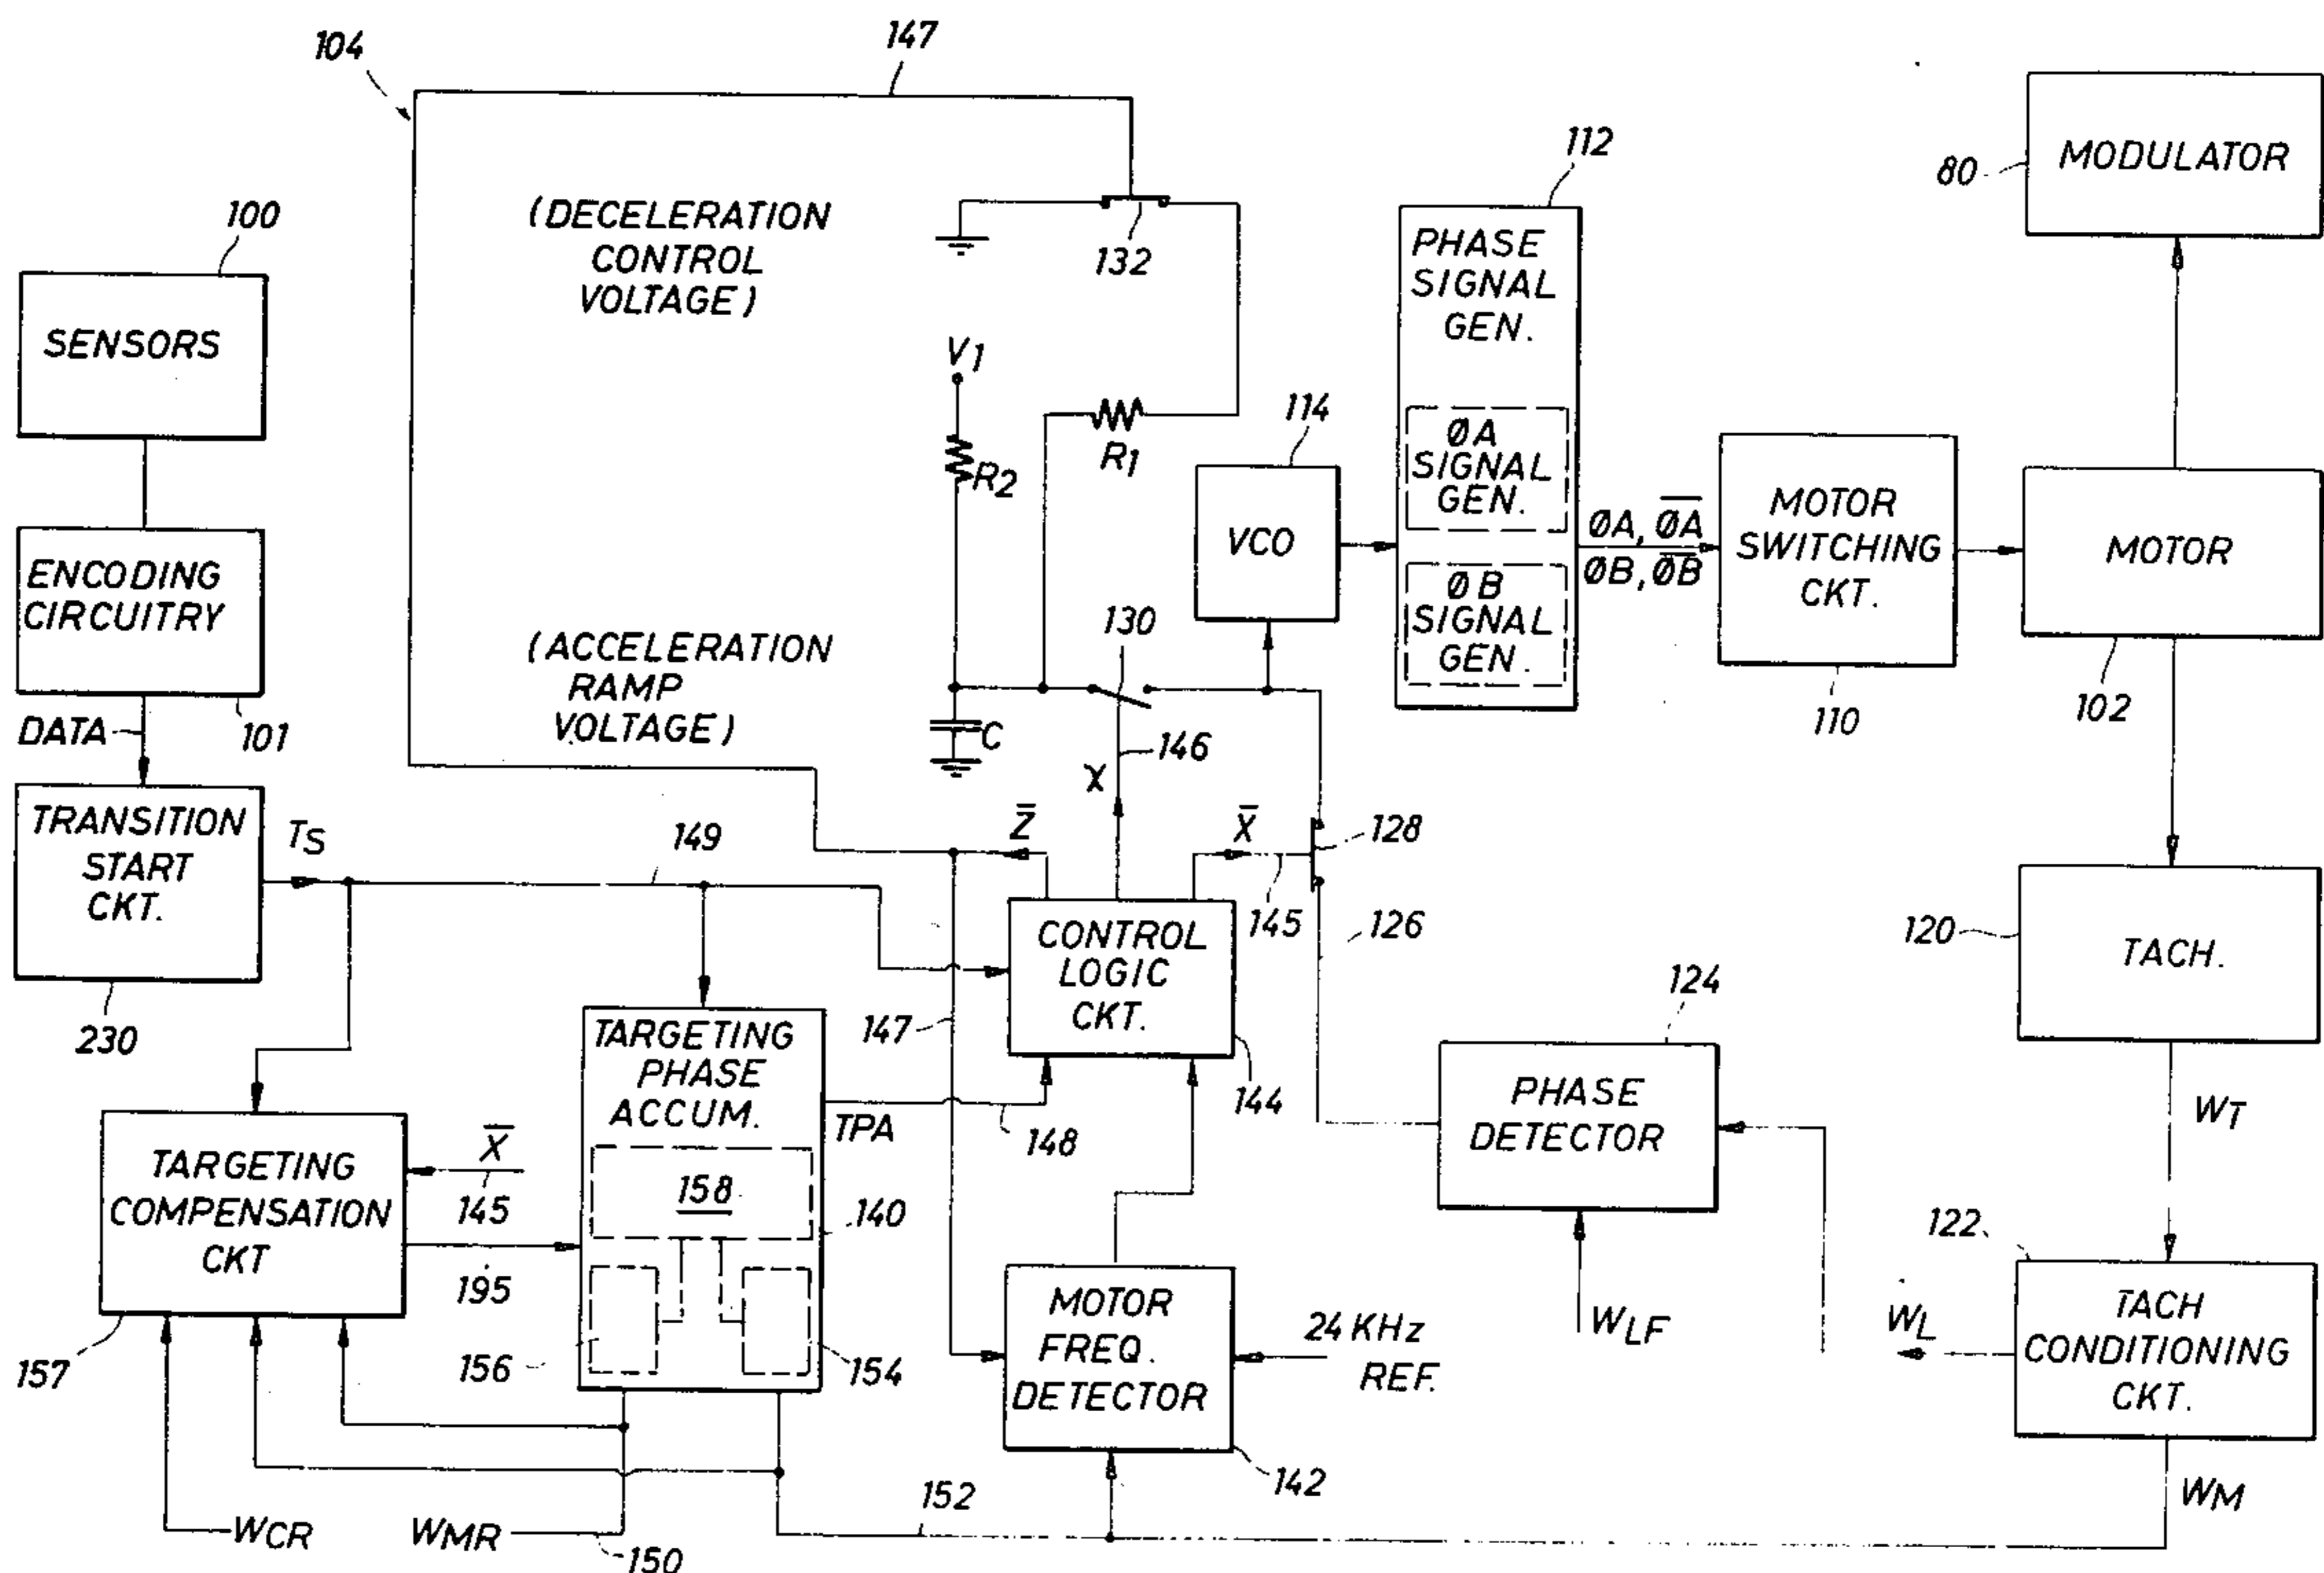 104
147
(DECELERATION
CONTROL
VOLTAGE)
132
100
SENSORS
ENCODING
CIRCUITRY
101
DATA
TRANSITION
START
CKT.
230
TS
149
(ACCELERATION
RAMP
VOLTAGE)
V1
R2
R1
C
130
146
X
114
VCO
112
PHASE
SIGNAL
GEN.
ØA
SIGNAL
GEN.
ØB
SIGNAL
GEN.
ØA, Ø̅A̅
ØB, Ø̅B̅
MOTOR
SWITCHING
CKT.
110
80
MODULATOR
MOTOR
102
Z̅
X̅
145
128
126
CONTROL
LOGIC
CKT.
144
147
120
TACH.
WT
124
PHASE
DETECTOR
WLF
WL
122
TACH
CONDITIONING
CKT.
WM
TARGETING
COMPENSATION
CKT
157
X̅
145
195
TARGETING
PHASE
ACCUM.
158
156
154
140
TPA
148
MOTOR
FREQ.
DETECTOR
142
24 KHz
REF.
WCR
WMR
150
152